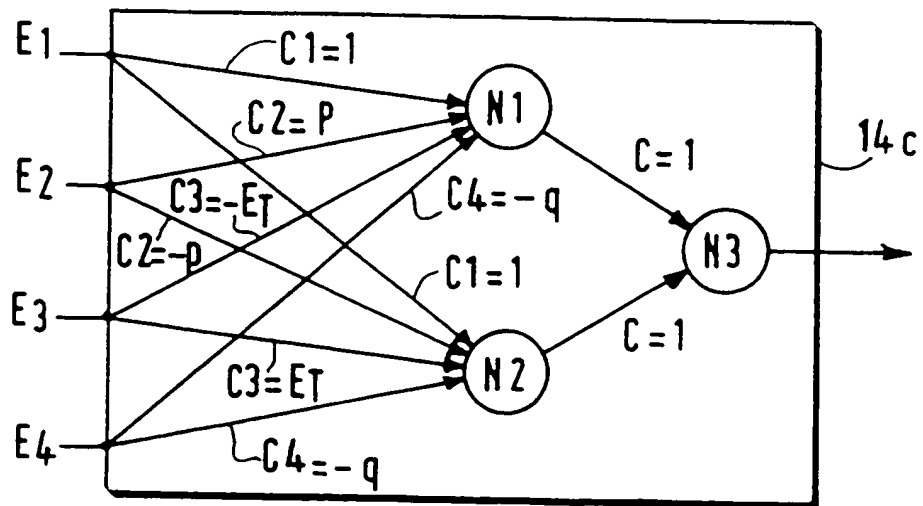 E1
C1=1
N1
C2=P
C=1
14c
E2
C3=-ET
C4=-q
C2=-p
N3
C1=1
E3
C=1
N2
C3=ET
E4
C4=-q